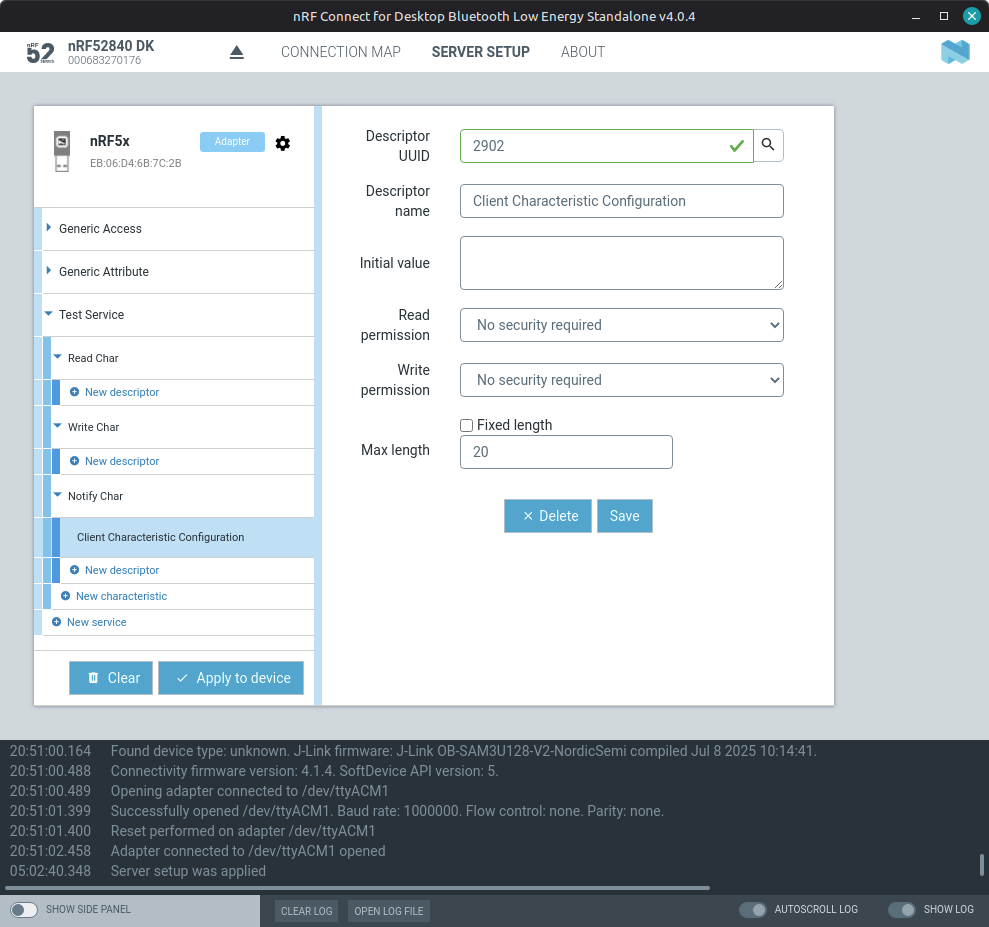 nRF Connect for Desktop Bluetooth Low Energy Standalone v4.0.4
nRF
52
SERIES
nRF52840 DK
000683270176
CONNECTION MAP
SERVER SETUP
ABOUT
nRF5x
EB:06:D4:6B:7C:2B
Adapter
Generic Access
Generic Attribute
Test Service
Read Char
New descriptor
Write Char
New descriptor
Notify Char
Client Characteristic Configuration
New descriptor
New characteristic
New service
Clear
Apply to device
Descriptor
UUID
2902
Descriptor
name
Client Characteristic Configuration
Initial value
Read
permission
No security required
Write
permission
No security required
Fixed length
Max length
20
Delete
Save
20:51:00.164 Found device type: unknown. J-Link firmware: J-Link OB-SAM3U128-V2-NordicSemi compiled Jul 8 2025 10:14:41.
20:51:00.488 Connectivity firmware version: 4.1.4. SoftDevice API version: 5.
20:51:00.489 Opening adapter connected to /dev/ttyACM1
20:51:01.399 Successfully opened /dev/ttyACM1. Baud rate: 1000000. Flow control: none. Parity: none.
20:51:01.400 Reset performed on adapter /dev/ttyACM1
20:51:02.458 Adapter connected to /dev/ttyACM1 opened
05:02:40.348 Server setup was applied
SHOW SIDE PANEL
CLEAR LOG
OPEN LOG FILE
AUTOSCROLL LOG
SHOW LOG